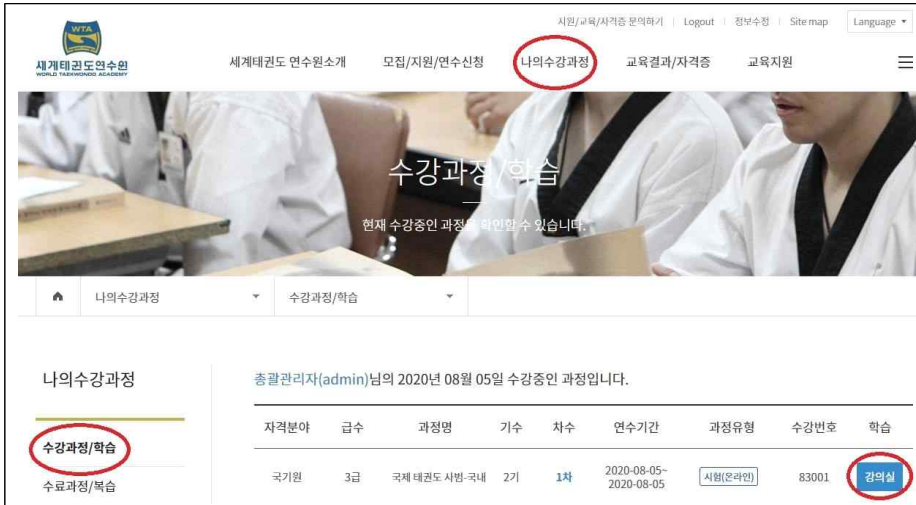 시원/교육/자격증 문의하기 | Logout | 정보수정 | Site map Language
WTA
세계태권도연수원
WORLD TAEKWONDO ACADEMY
세계태권도 연수원소개 모집/지원/연수신청 나의수강과정 교육결과/자격증 교육지원
수강과정/학습
현재 수강중인 과정을 확인할 수 있습니다.
나의수강과정 수강과정/학습
나의수강과정
총괄관리자(admin)님의 2020년 08월 05일 수강중인 과정입니다.
수강과정/학습
수료과정/복습
자격분야 급수 과정명 기수 차수 연수기간 과정유형 수강번호 학습
국기원 3급 국제 태권도 사범-국내 2기 1차 2020-08-05~ 2020-08-05 시험(온라인) 83001 강의실